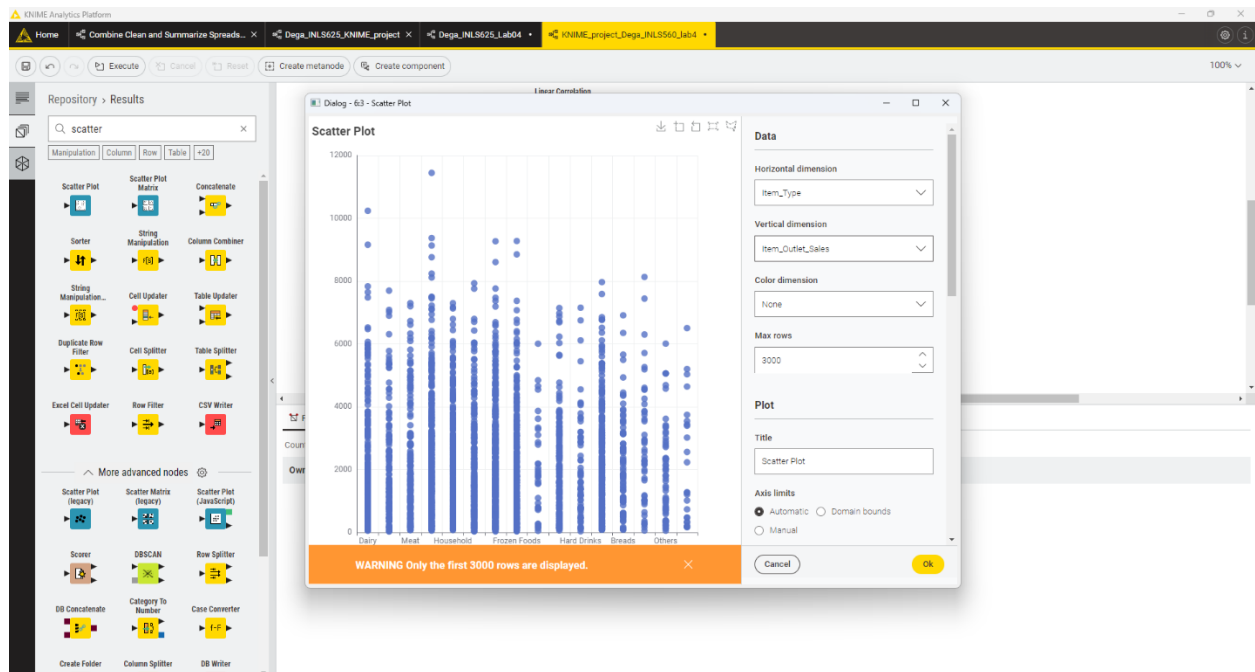 KNIME Analytics Platform
Home
Combine Clean and Summarize Spreads...
Dega_INLS625_KNIME_project
Dega_INLS625_Lab04
KNIME_project_Dega_INLS560_lab4
Execute
Cancel
Reset
Create metanode
Create component
100%
Repository › Results
scatter
Manipulation
Column
Row
Table
+20
Scatter Plot
Scatter Plot
Matrix
Concatenate
Sorter
String
Manipulation
Column Combiner
String
Manipulation...
Cell Updater
Table Updater
Duplicate Row
Filter
Cell Splitter
Table Splitter
Excel Cell Updater
Row Filter
CSV Writer
More advanced nodes
Scatter Plot
(legacy)
Scatter Matrix
(legacy)
Scatter Plot
(JavaScript)
Scorer
DBSCAN
Row Splitter
DB Concatenate
Category To
Number
Case Converter
Create Folder
Column Splitter
DB Writer
Linear Correlation
Dialog - 6:3 - Scatter Plot
Scatter Plot
12000
10000
8000
6000
4000
2000
0
Dairy
Meat
Household
Frozen Foods
Hard Drinks
Breads
Others
WARNING Only the first 3000 rows are displayed.
Data
Horizontal dimension
Item_Type
Vertical dimension
Item_Outlet_Sales
Color dimension
None
Max rows
3000
Plot
Title
Scatter Plot
Axis limits
Automatic
Domain bounds
Manual
Cancel
Ok